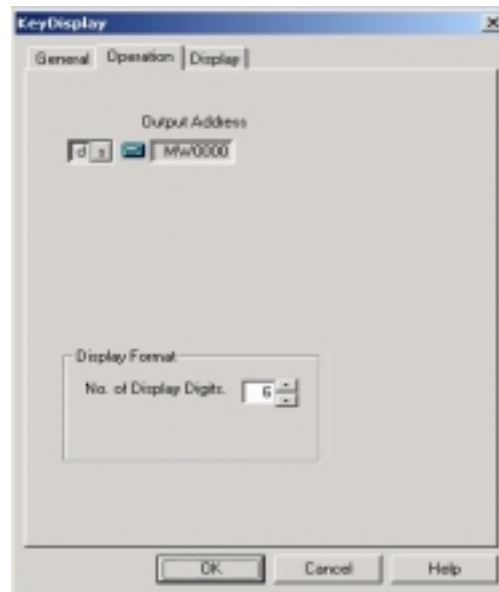 KeyDisplay
General Operation Display
Output Address
d s MW0000
Display Format
No. of Display Digits. 6
OK Cancel Help